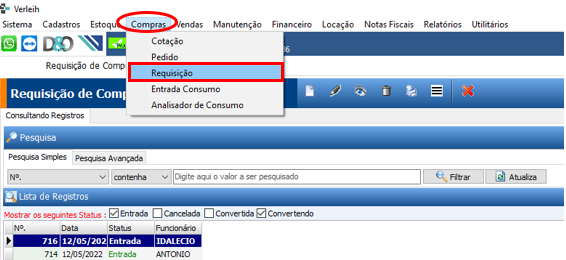 Verleih
Sistema Cadastros Estoque Compras Vendas Manutenção Financeiro Locação Notas Fiscais Relatórios Utilitários
Cotação
Pedido
Requisição de Comp Requisição
Entrada Consumo
Requisição de Comp
Analisador de Consumo
Consultando Registros
Pesquisa
Pesquisa Simples Pesquisa Avançada
Nº. contenha Digite aqui o valor a ser pesquisado Filtrar Atualiza
Lista de Registros
Mostrar os seguintes Status : Entrada Cancelada Convertida Convertendo
Nº. Data Status Funcionário
716 12/05/202 Entrada IDALECIO
714 12/05/2022 Entrada ANTONIO